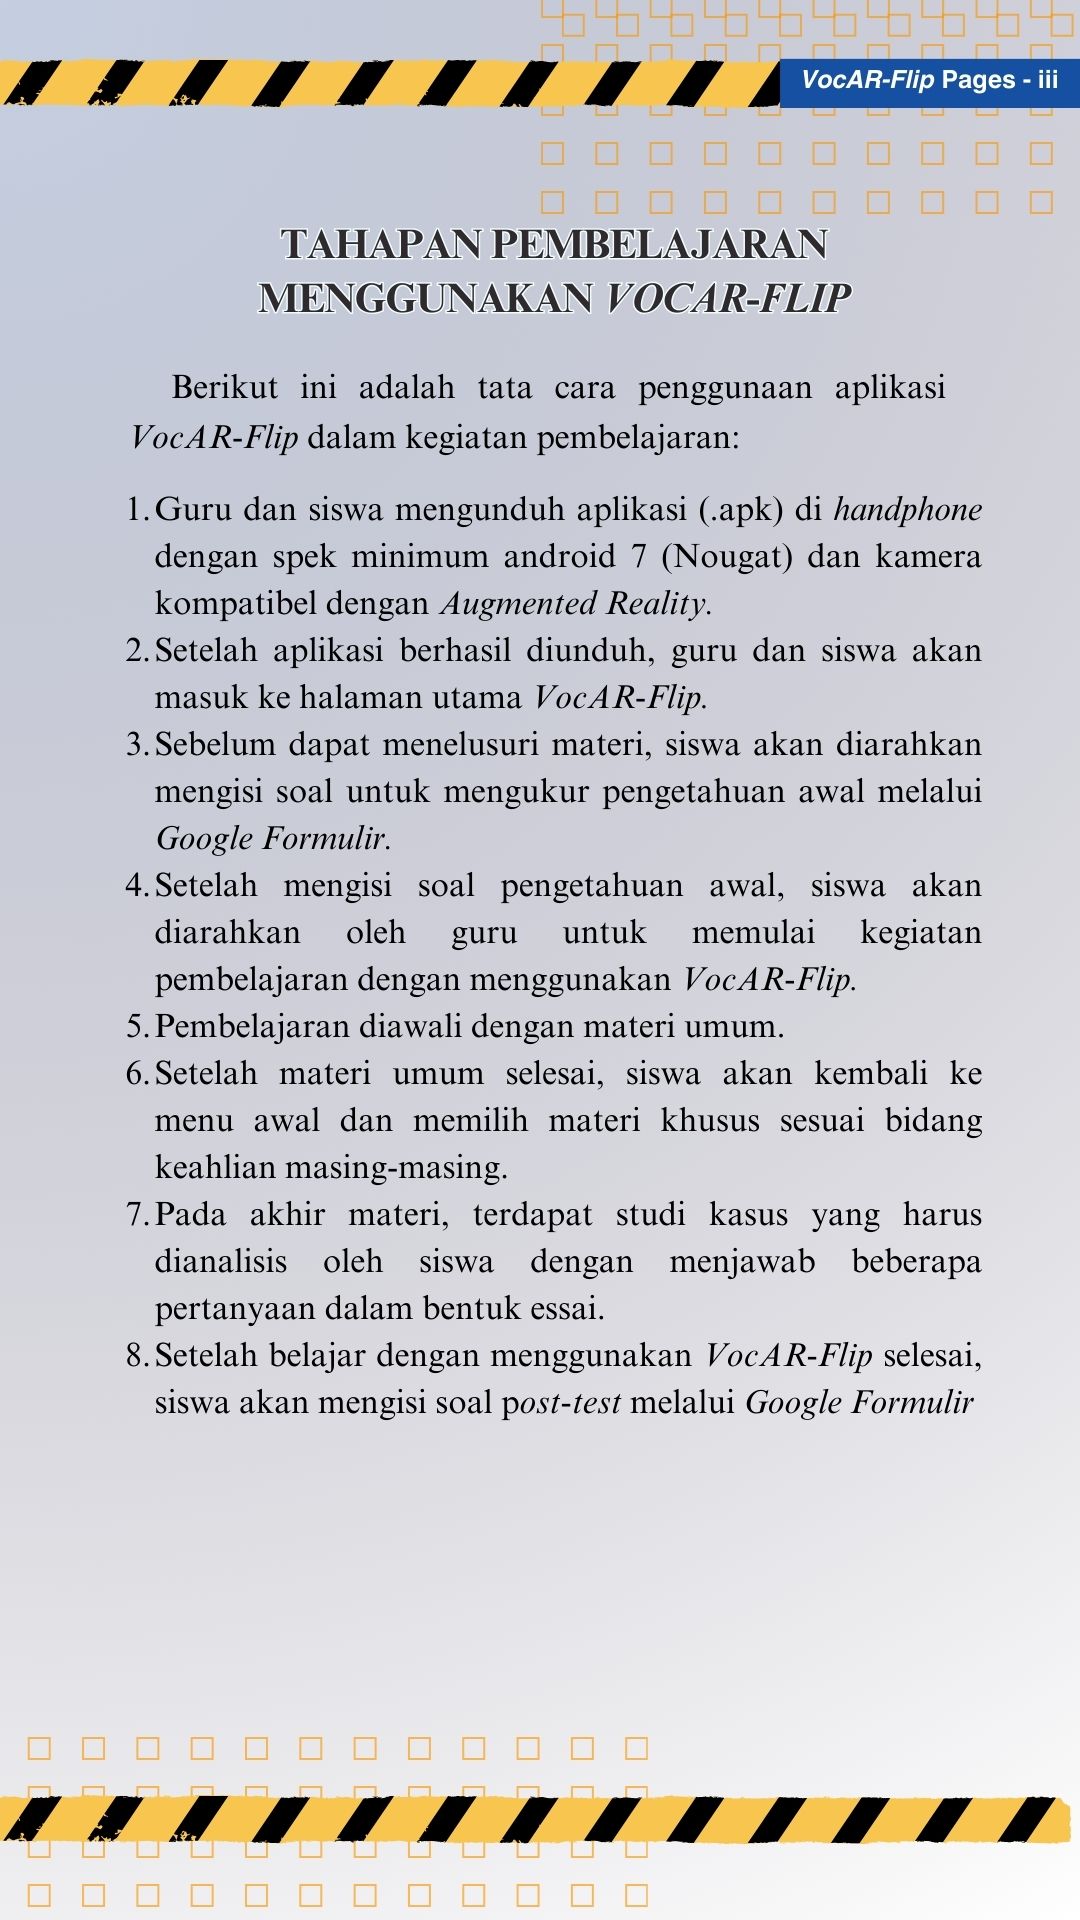 VocAR-Flip Pages - iii
TAHAPAN PEMBELAJARAN
MENGGUNAKAN VOCAR-FLIP
Berikut ini adalah tata cara penggunaan aplikasi
VocAR-Flip dalam kegiatan pembelajaran:
1. Guru dan siswa mengunduh aplikasi (.apk) di handphone
dengan spek minimum android 7 (Nougat) dan kamera
kompatibel dengan Augmented Reality.
2. Setelah aplikasi berhasil diunduh, guru dan siswa akan
masuk ke halaman utama VocAR-Flip.
3. Sebelum dapat menelusuri materi, siswa akan diarahkan
mengisi soal untuk mengukur pengetahuan awal melalui
Google Formulir.
4. Setelah mengisi soal pengetahuan awal, siswa akan
diarahkan oleh guru untuk memulai kegiatan
pembelajaran dengan menggunakan VocAR-Flip.
5. Pembelajaran diawali dengan materi umum.
6. Setelah materi umum selesai, siswa akan kembali ke
menu awal dan memilih materi khusus sesuai bidang
keahlian masing-masing.
7. Pada akhir materi, terdapat studi kasus yang harus
dianalisis oleh siswa dengan menjawab beberapa
pertanyaan dalam bentuk essai.
8. Setelah belajar dengan menggunakan VocAR-Flip selesai,
siswa akan mengisi soal post-test melalui Google Formulir